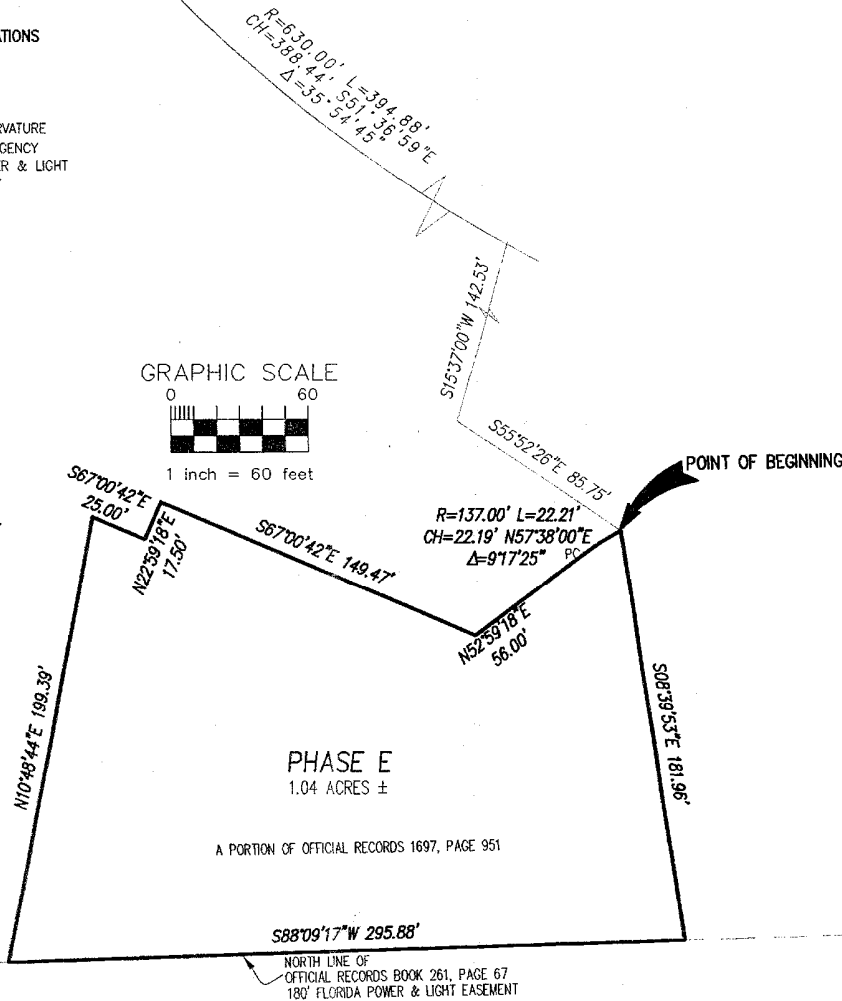 TIONS
RVATURE
GENCY
R & LIGHT
R=630.00' L=394.88'
CH=388.44' S51°36'59"E
Δ=35°54'45"
S15°37'00"W 142.53'
GRAPHIC SCALE
0 60
1 inch = 60 feet
S55°52'26"E 85.75'
POINT OF BEGINNING
S67°00'42"E
25.00'
N22°59'18"E
17.50'
S67°00'42"E 149.47'
R=137.00' L=22.21'
CH=22.19' N57°38'00"E
Δ=9°17'25"
PC
N52°59'18"E
56.00'
N10°48'44"E 199.39'
S08°39'53"E 181.96'
PHASE E
1.04 ACRES ±
A PORTION OF OFFICIAL RECORDS 1697, PAGE 951
S88°09'17"W 295.88'
NORTH LINE OF
OFFICIAL RECORDS BOOK 261, PAGE 67
180' FLORIDA POWER & LIGHT EASEMENT